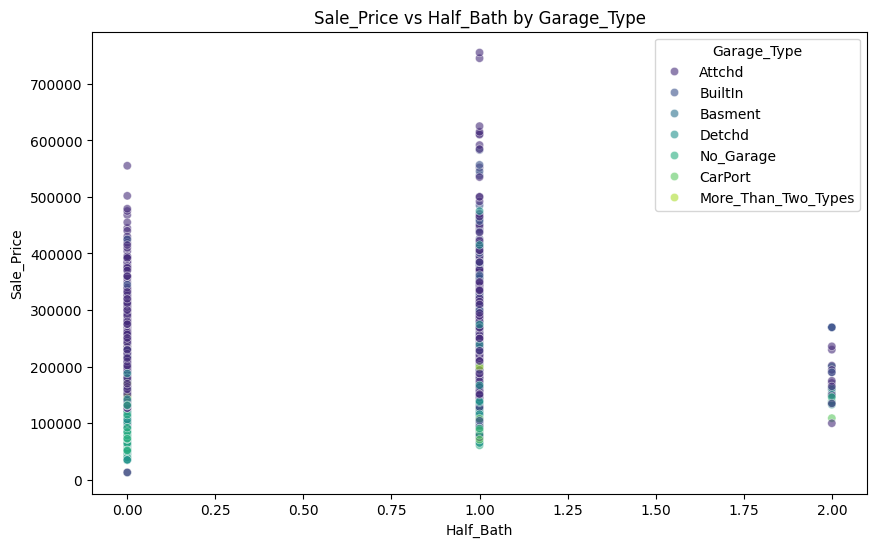 Sale_Price vs Half_Bath by Garage_Type
Garage_Type
Attchd
BuiltIn
Basment
Detchd
No_Garage
CarPort
More_Than_Two_Types
700000
600000
500000
400000
300000
200000
100000
0
Sale_Price
0.00 0.25 0.50 0.75 1.00 1.25 1.50 1.75 2.00
Half_Bath